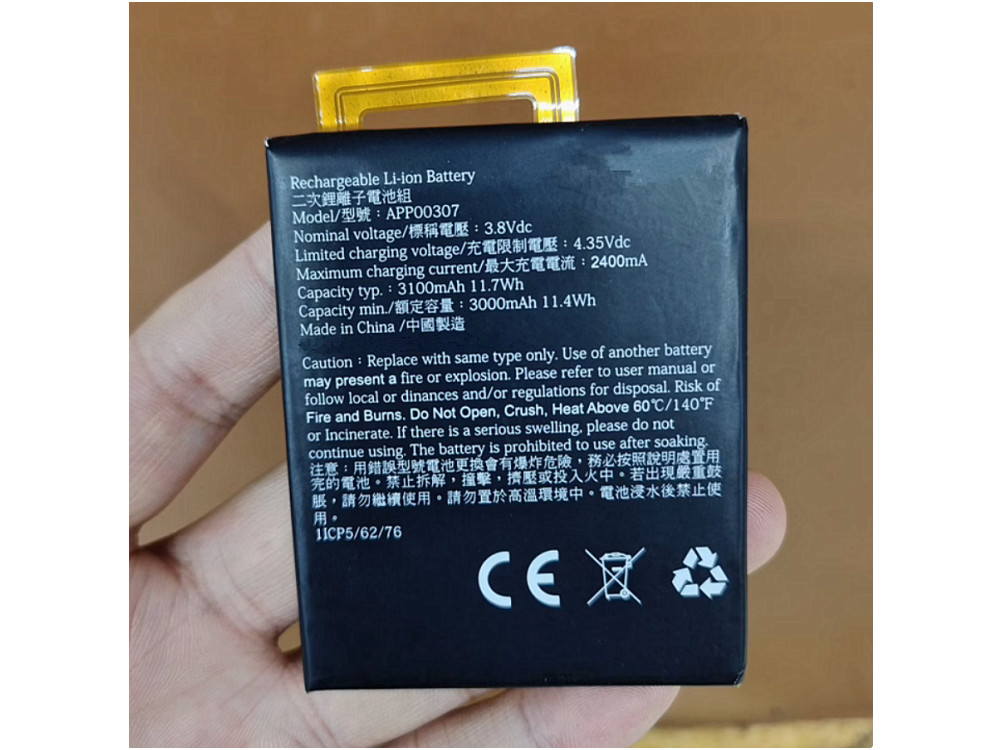 Rechargeable Li-ion Battery
二次鋰離子電池組
Model/型號：APP00307
Nominal voltage/標稱電壓：3.8Vdc
Limited charging voltage/充電限制電壓：4.35Vdc
Maximum charging current/最大充電電流：2400mA
Capacity typ.：3100mAh 11.7Wh
Capacity min./額定容量：3000mAh 11.4Wh
Made in China /中國製造
Caution：Replace with same type only. Use of another battery
may present a fire or explosion. Please refer to user manual or
follow local or dinances and/or regulations for disposal. Risk of
Fire and Burns. Do Not Open, Crush, Heat Above 60℃/140℉
or Incinerate. If there is a serious swelling, please do not
continue using. The battery is prohibited to use after soaking.
注意：用錯誤型號電池更換會有爆炸危險，務必按照說明處置用
完的電池。禁止拆解，撞擊，擠壓或投入火中。若出現嚴重鼓
脹，請勿繼續使用。請勿置於高溫環境中。電池浸水後禁止使
用。
1ICP5/62/76
CE